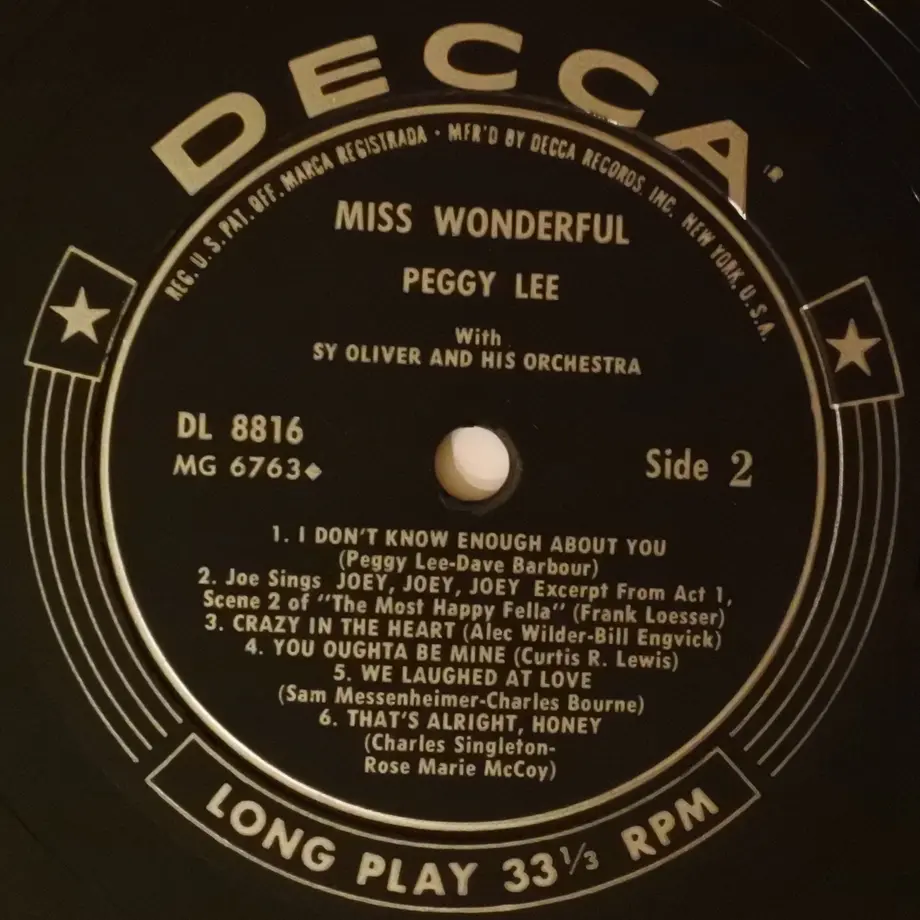 DECCA®
REG. U.S. PAT. OFF. MARCA REGISTRADA · MFR'D BY DECCA RECORDS, INC. NEW YORK, U.S.A.
MISS WONDERFUL
PEGGY LEE
With
SY OLIVER AND HIS ORCHESTRA
DL 8816
MG 6763◆
Side 2
1. I DON'T KNOW ENOUGH ABOUT YOU
(Peggy Lee-Dave Barbour)
2. Joe Sings JOEY, JOEY, JOEY Excerpt From Act 1,
Scene 2 of "The Most Happy Fella" (Frank Loesser)
3. CRAZY IN THE HEART (Alec Wilder-Bill Engvick)
4. YOU OUGHTA BE MINE (Curtis R. Lewis)
5. WE LAUGHED AT LOVE
(Sam Messenheimer-Charles Bourne)
6. THAT'S ALRIGHT, HONEY
(Charles Singleton-
Rose Marie McCoy)
LONG PLAY 33⅓ RPM